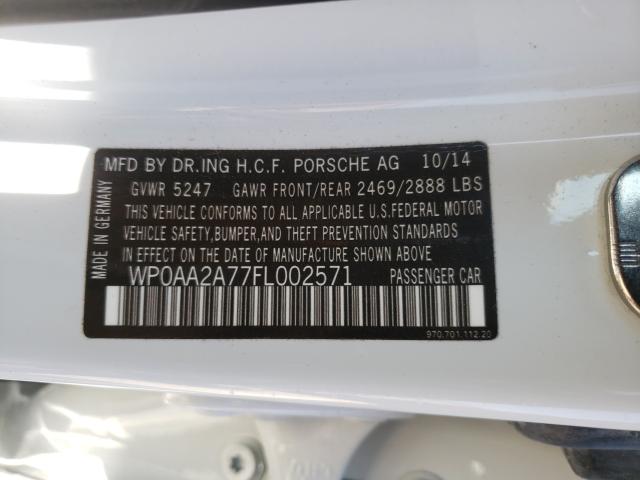 MFD BY DR.ING H.C.F. PORSCHE AG 10/14
GVWR 5247 GAWR FRONT/REAR 2469/2888 LBS
THIS VEHICLE CONFORMS TO ALL APPLICABLE U.S.FEDERAL MOTOR
VEHICLE SAFETY,BUMPER,AND THEFT PREVENTION STANDARDS
IN EFFECT ON THE DATE OF MANUFACTURE SHOWN ABOVE.
WP0AA2A77FL002571 PASSENGER CAR
970.701.112.20
MADE IN GERMANY